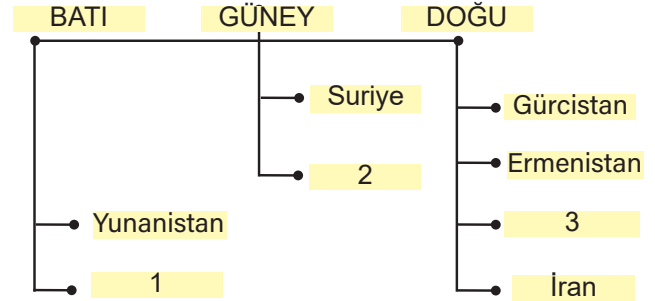 BATI
GÜNEY
DOĞU
Suriye
2
Gürcistan
Ermenistan
3
İran
Yunanistan
1